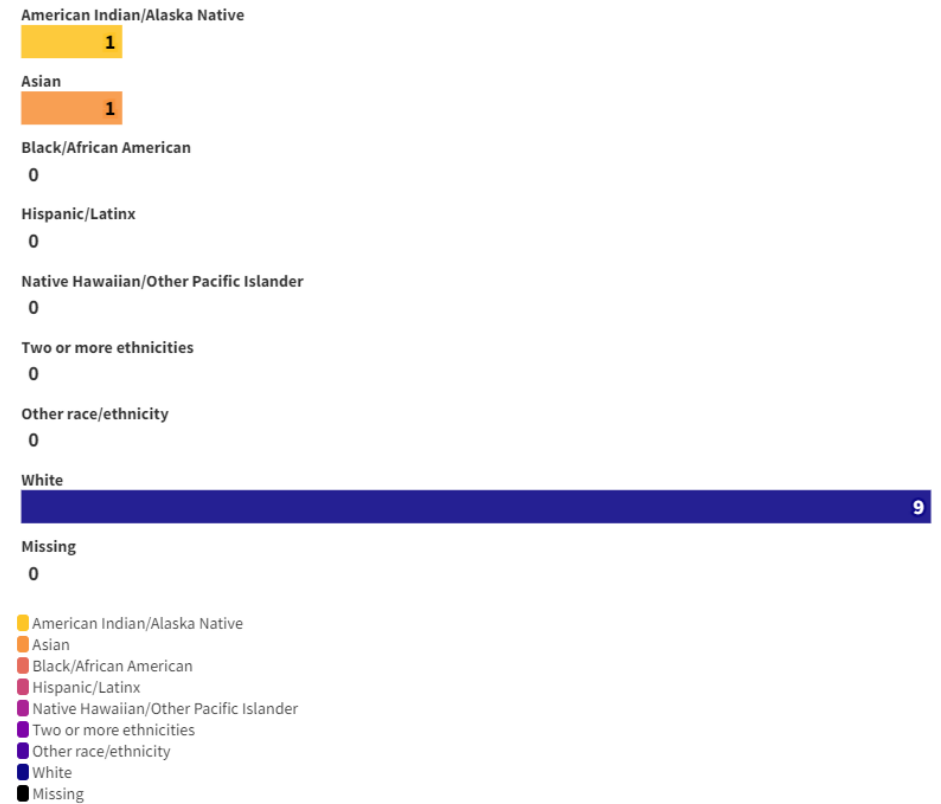 American Indian/Alaska Native
1
Asian
1
Black/African American
0
Hispanic/Latinx
0
Native Hawaiian/Other Pacific Islander
0
Two or more ethnicities
0
Other race/ethnicity
0
White
9
Missing
0
American Indian/Alaska Native
Asian
Black/African American
Hispanic/Latinx
Native Hawaiian/Other Pacific Islander
Two or more ethnicities
Other race/ethnicity
White
Missing